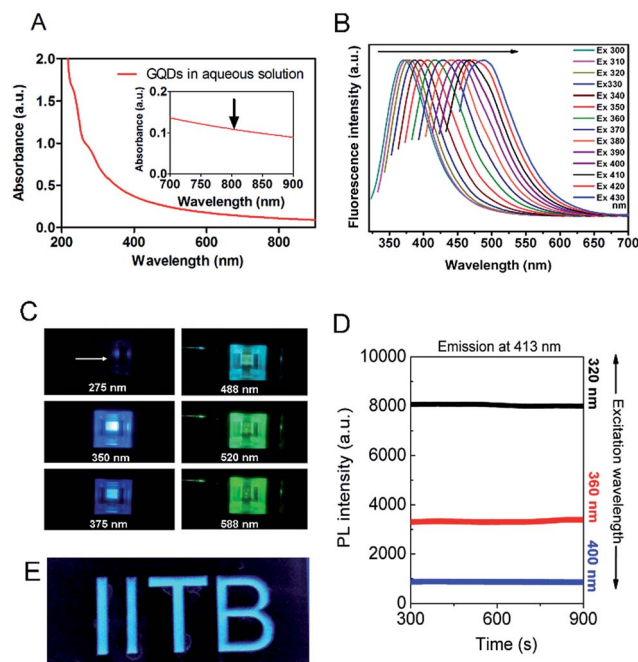 A
GQDs in aqueous solution
Absorbance (a.u.)
2.0
1.5
1.0
0.5
0.0
200
400
600
800
Wavelength (nm)
Absorbance (a.u.)
0.2
0.1
0.0
700
800
900
Wavelength (nm)
B
Fluorescence intensity (a.u.)
Ex 300
Ex 310
Ex 320
Ex330
Ex 340
Ex 350
Ex 360
Ex 370
Ex 380
Ex 390
Ex 400
Ex 410
Ex 420
Ex 430
nm
350 400 450 500 550 600 650 700
Wavelength (nm)
C
275 nm
488 nm
350 nm
520 nm
375 nm
588 nm
D
Emission at 413 nm
PL intensity (a.u.)
10000
8000
6000
4000
2000
0
300
600
900
Time (s)
320 nm
360 nm
400 nm
Excitation wavelength
E
IITB